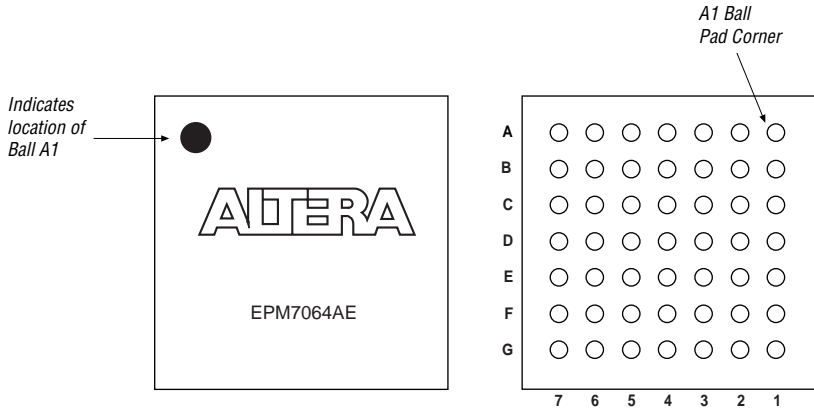 A1 Ball
Pad Corner
Indicates
location of
Ball A1
ALTERA
EPM7064AE
A
B
C
D
E
F
G
7 6 5 4 3 2 1